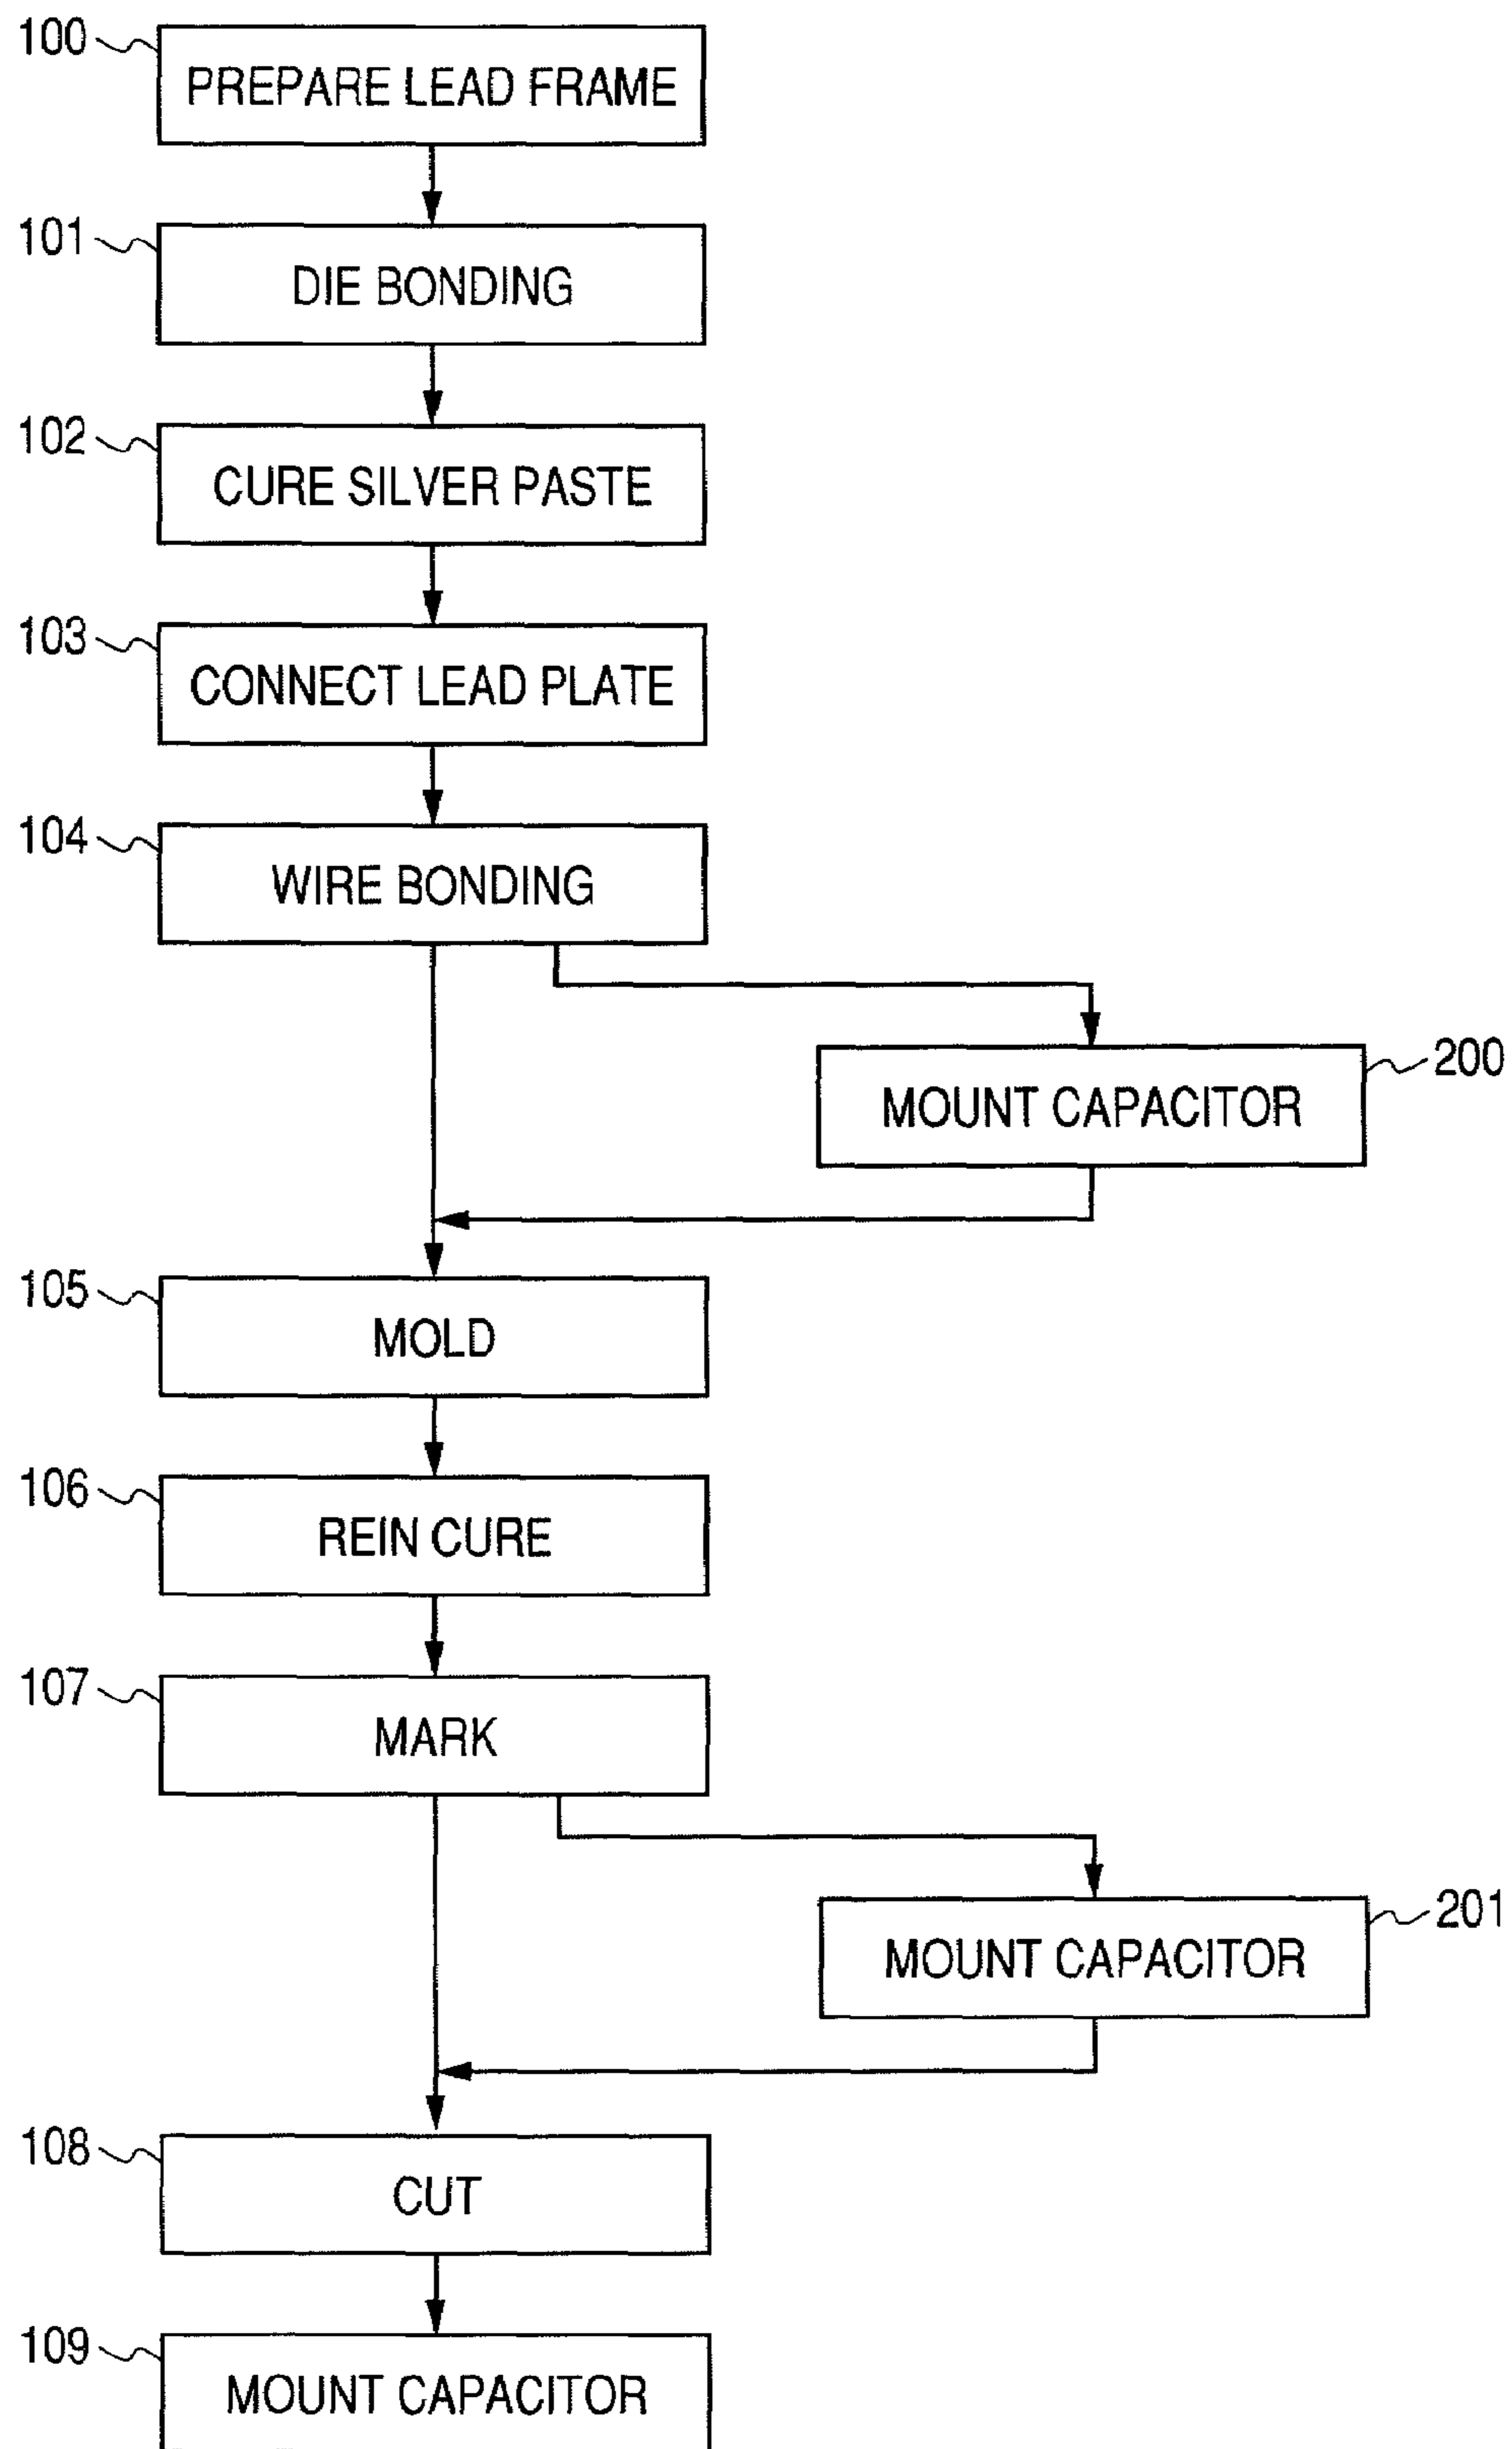 100
PREPARE LEAD FRAME
101
DIE BONDING
102
CURE SILVER PASTE
103
CONNECT LEAD PLATE
104
WIRE BONDING
200
MOUNT CAPACITOR
105
MOLD
106
REIN CURE
107
MARK
201
MOUNT CAPACITOR
108
CUT
109
MOUNT CAPACITOR